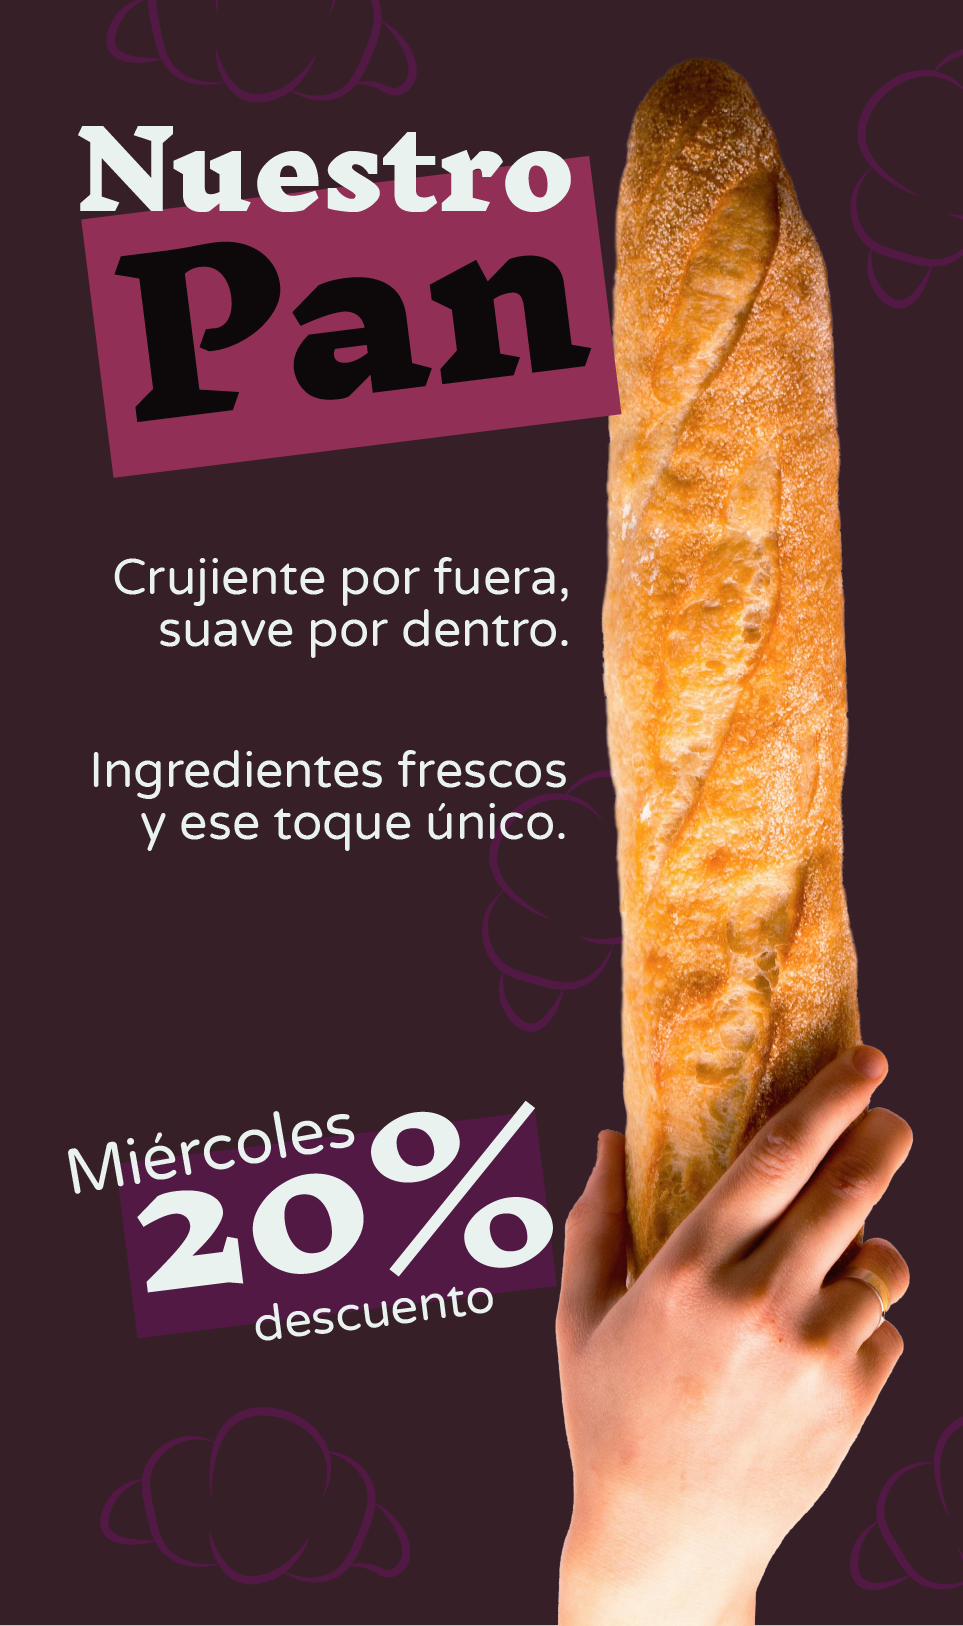 Nuestro
Pan
Crujiente por fuera,
suave por dentro.
Ingredientes frescos
y ese toque único.
Miércoles
20%
descuento